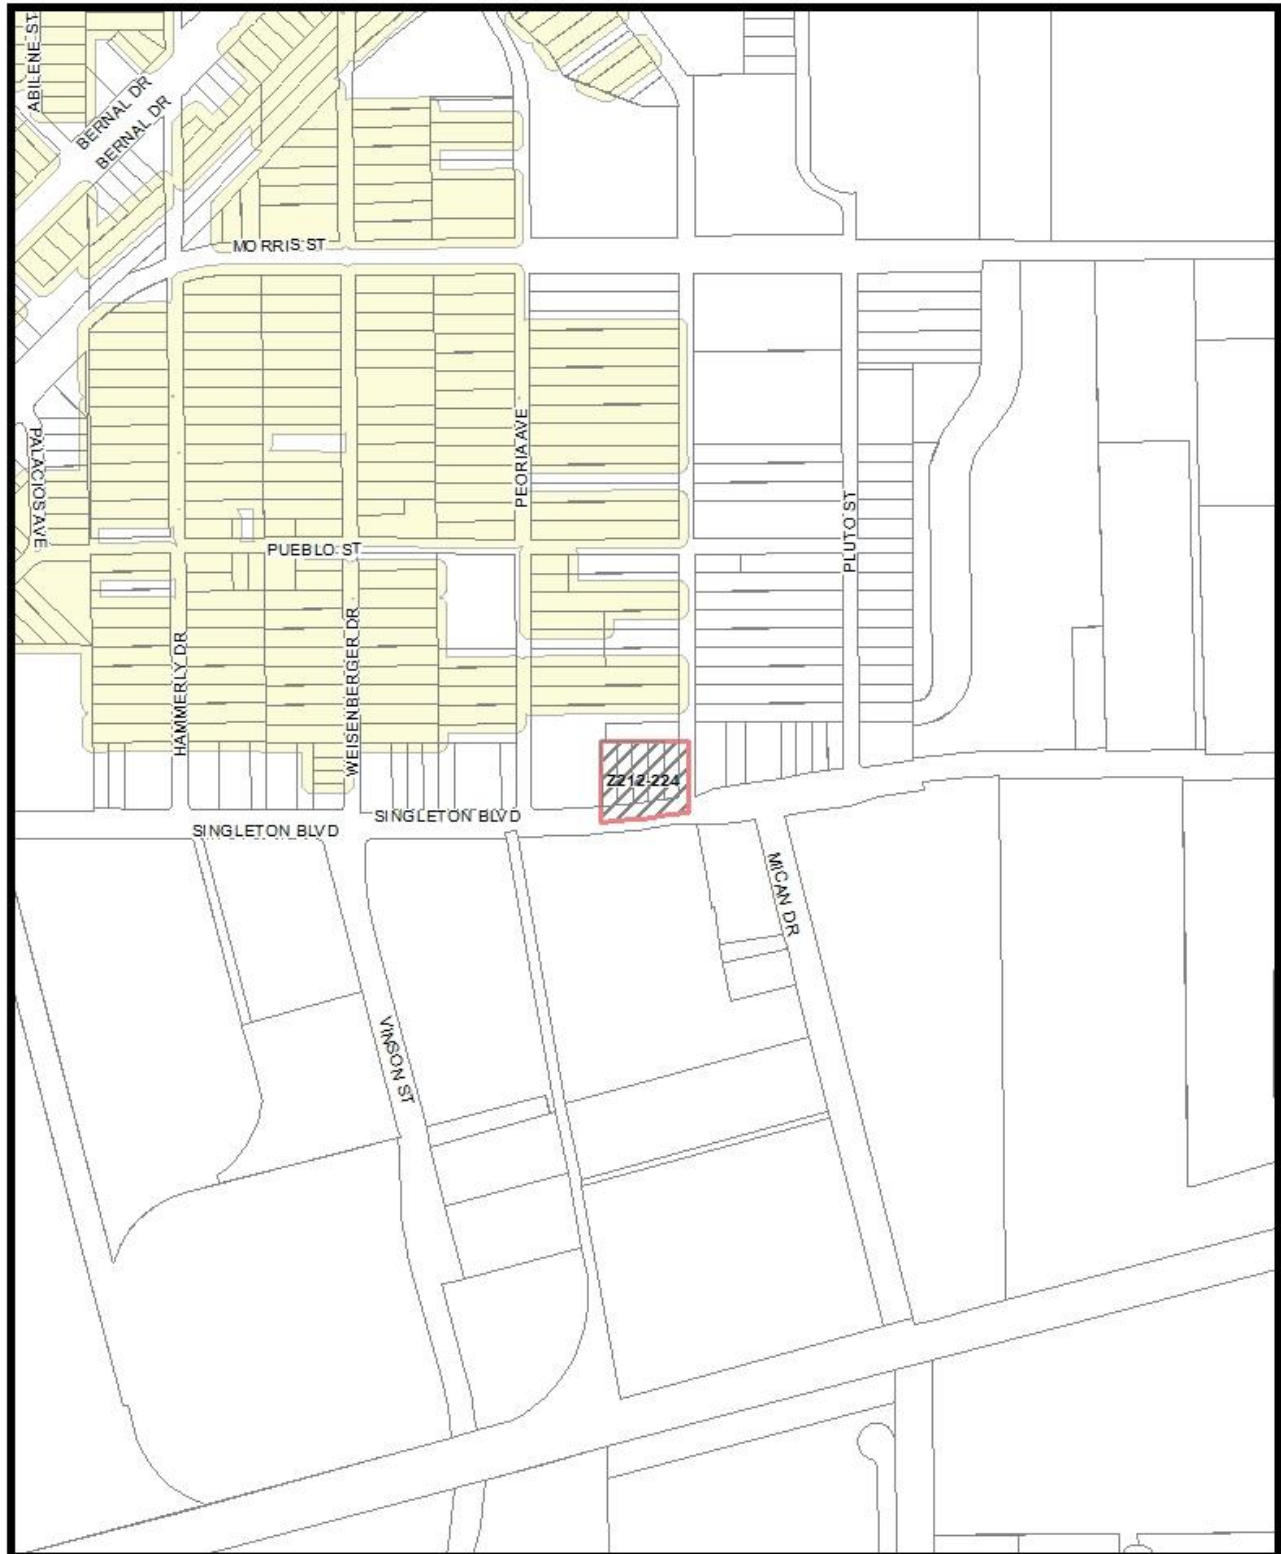 ABILENE ST
BERNAL DR
BERNAL DR
MORRIS ST
PALACIOS AVE
PEORIA AVE
PLUTO ST
PUEBLO ST
HAMMERLY DR
WEISENBERGER DR
Z212-224
SINGLETON BLVD
SINGLETON BLVD
MICAN DR
VINSON ST